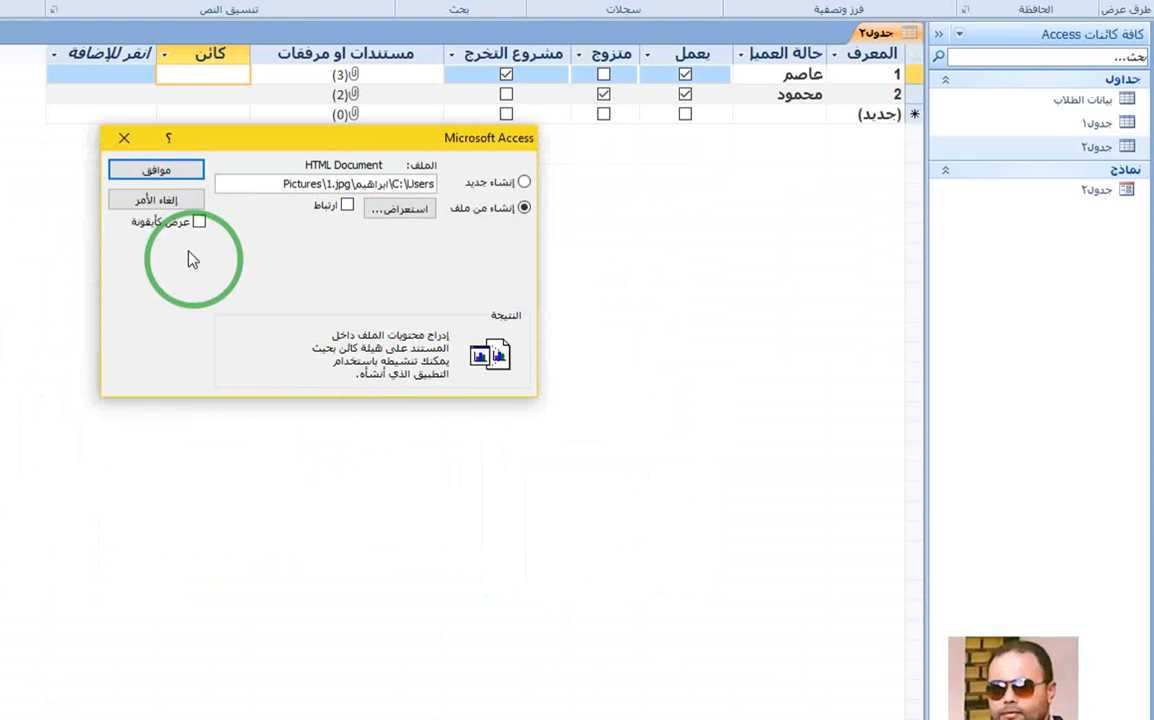 طرق عرض
الحافظة
فرز وتصفية
سجلات
بحث
تنسيق النص
كافة كائنات Access
بحث...
جداول
بيانات الطلاب
جدول١
جدول٢
نماذج
جدول٢
جدول٢
المعرف حالة العميل يعمل متزوج مشروع التخرج مستندات او مرفقات كائن انقر للإضافة
1 عاصم (3)
2 محمود (2)
(جديد) (0)
Microsoft Access
؟
إنشاء جديد
إنشاء من ملف
الملف: HTML Document
C:\Users\ابراهيم\Pictures\1.jpg
استعراض...
ارتباط
موافق
إلغاء الأمر
عرض كأيقونة
النتيجة
إدراج محتويات الملف داخل
المستند على هيئة كائن بحيث
يمكنك تنشيطه باستخدام
التطبيق الذي أنشأه.